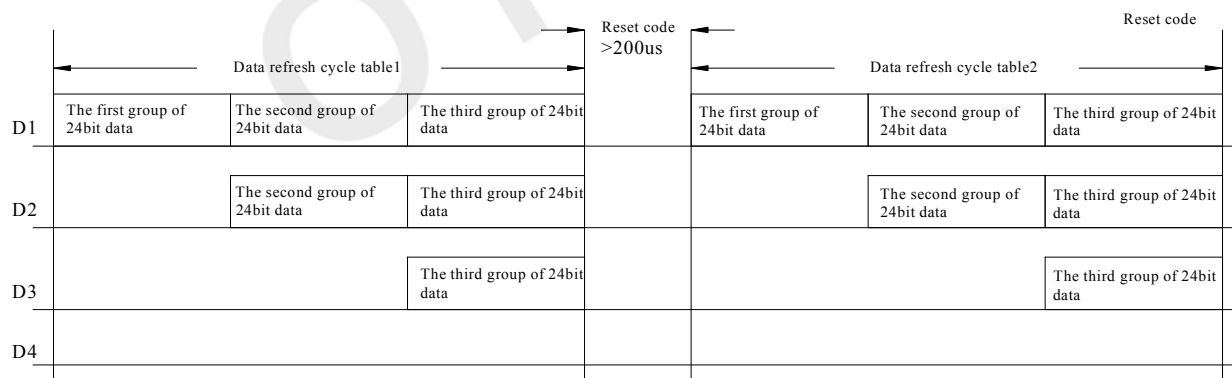 Reset code
>200us
Reset code
Data refresh cycle table1
Data refresh cycle table2
D1
The first group of
24bit data
The second group of
24bit data
The third group of 24bit
data
The first group of
24bit data
The second group of
24bit data
The third group of 24bit
data
D2
The second group of
24bit data
The third group of 24bit
data
The second group of
24bit data
The third group of 24bit
data
D3
The third group of 24bit
data
The third group of 24bit
data
D4